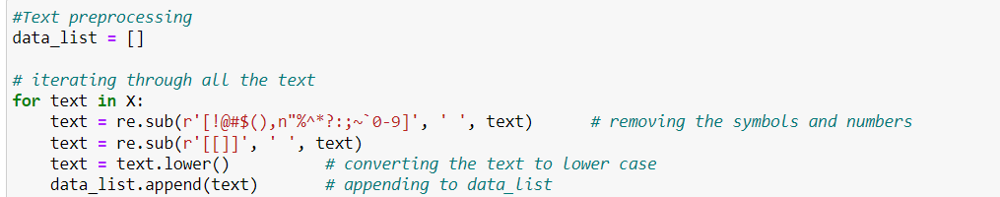 #Text preprocessing
data_list = []
# iterating through all the text
for text in X:
    text = re.sub(r'[!@#$(),n"%^*?:;~`0-9]', ' ', text)      # removing the symbols and numbers
    text = re.sub(r'[[]]', ' ', text)
    text = text.lower()          # converting the text to lower case
    data_list.append(text)       # appending to data_list